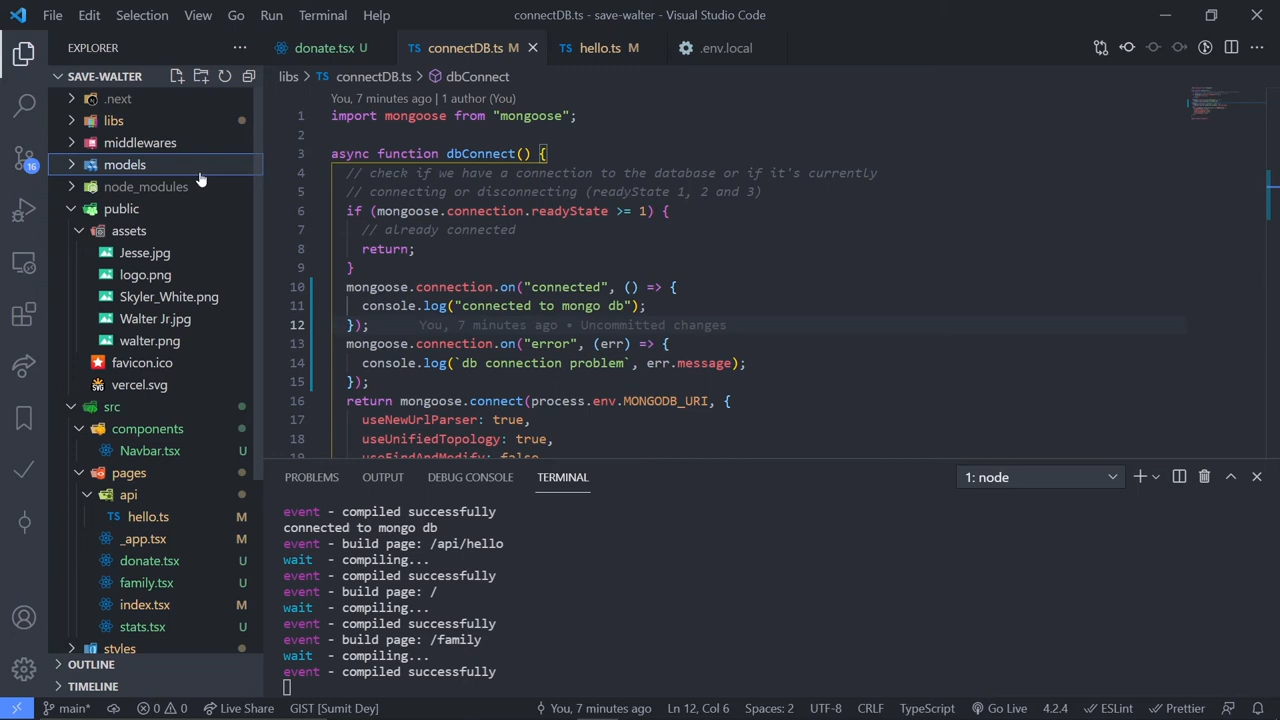 File Edit Selection View Go Run Terminal Help
connectDB.ts - save-walter - Visual Studio Code
EXPLORER
SAVE-WALTER
.next
libs
middlewares
models
node_modules
public
assets
Jesse.jpg
logo.png
Skyler_White.png
Walter Jr.jpg
walter.png
favicon.ico
vercel.svg
src
components
Navbar.tsx U
pages
api
TS hello.ts M
_app.tsx M
donate.tsx U
family.tsx U
index.tsx M
stats.tsx U
styles
OUTLINE
TIMELINE
16
donate.tsx U
TS connectDB.ts M
TS hello.ts M
.env.local
libs > TS connectDB.ts > dbConnect
You, 7 minutes ago | 1 author (You)
1 import mongoose from "mongoose";
2
3 async function dbConnect() {
4 // check if we have a connection to the database or if it's currently
5 // connecting or disconnecting (readyState 1, 2 and 3)
6 if (mongoose.connection.readyState >= 1) {
7 // already connected
8 return;
9 }
10 mongoose.connection.on("connected", () => {
11 console.log("connected to mongo db");
12 }); You, 7 minutes ago • Uncommitted changes
13 mongoose.connection.on("error", (err) => {
14 console.log(`db connection problem`, err.message);
15 });
16 return mongoose.connect(process.env.MONGODB_URI, {
17 useNewUrlParser: true,
18 useUnifiedTopology: true,
useFindAndModify: false
PROBLEMS OUTPUT DEBUG CONSOLE TERMINAL
1: node
event - compiled successfully
connected to mongo db
event - build page: /api/hello
wait - compiling...
event - compiled successfully
event - build page: /
wait - compiling...
event - compiled successfully
event - build page: /family
wait - compiling...
event - compiled successfully
main* 0 0 Live Share GIST [Sumit Dey]
You, 7 minutes ago Ln 12, Col 6 Spaces: 2 UTF-8 CRLF TypeScript Go Live 4.2.4 ESLint Prettier